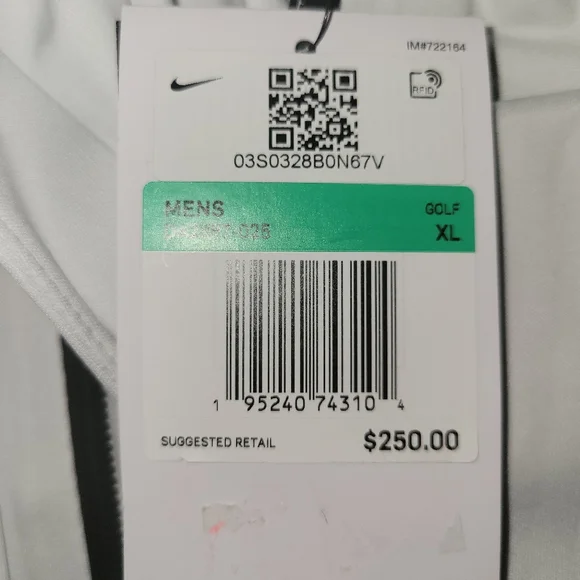 IM#722164
RFID
03S0328B0N67V
MENS GOLF
XL
1 95240 74310 4
SUGGESTED RETAIL $250.00